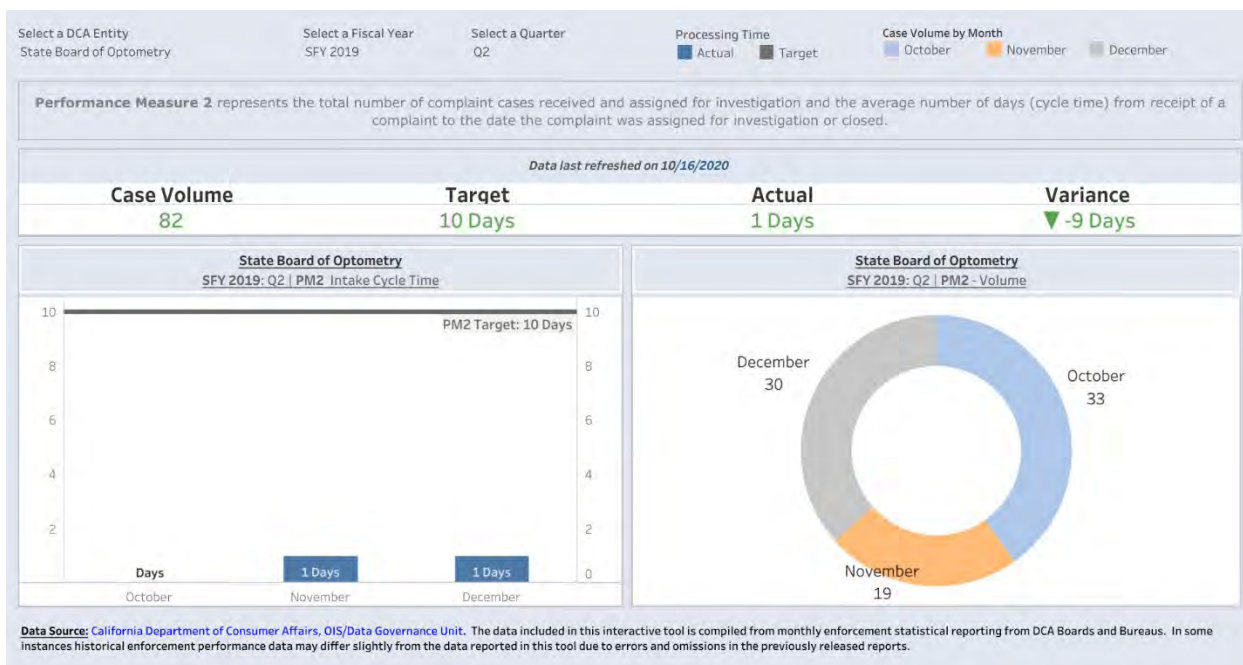 Select a DCA Entity
State Board of Optometry
Select a Fiscal Year
SFY 2019
Select a Quarter
Q2
Processing Time
Actual
Target
Case Volume by Month
October
November
December
Performance Measure 2 represents the total number of complaint cases received and assigned for investigation and the average number of days (cycle time) from receipt of a
complaint to the date the complaint was assigned for investigation or closed.
Data last refreshed on 10/16/2020
Case Volume
Target
Actual
Variance
82
10 Days
1 Days
▼ -9 Days
State Board of Optometry
SFY 2019: Q2 | PM2 Intake Cycle Time
10
8
6
4
2
PM2 Target: 10 Days
10
8
6
4
2
0
Days
1 Days
1 Days
October
November
December
State Board of Optometry
SFY 2019: Q2 | PM2 - Volume
December
30
October
33
November
19
Data Source: California Department of Consumer Affairs, OIS/Data Governance Unit. The data included in this interactive tool is compiled from monthly enforcement statistical reporting from DCA Boards and Bureaus. In some
instances historical enforcement performance data may differ slightly from the data reported in this tool due to errors and omissions in the previously released reports.